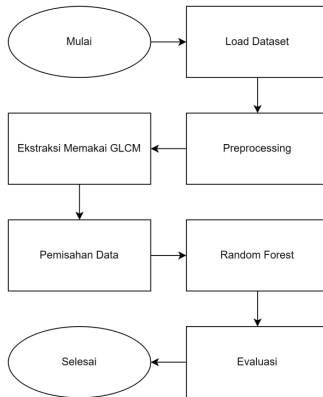 Mulai
Load Dataset
Preprocessing
Ekstraksi Memakai GLCM
Pemisahan Data
Random Forest
Evaluasi
Selesai